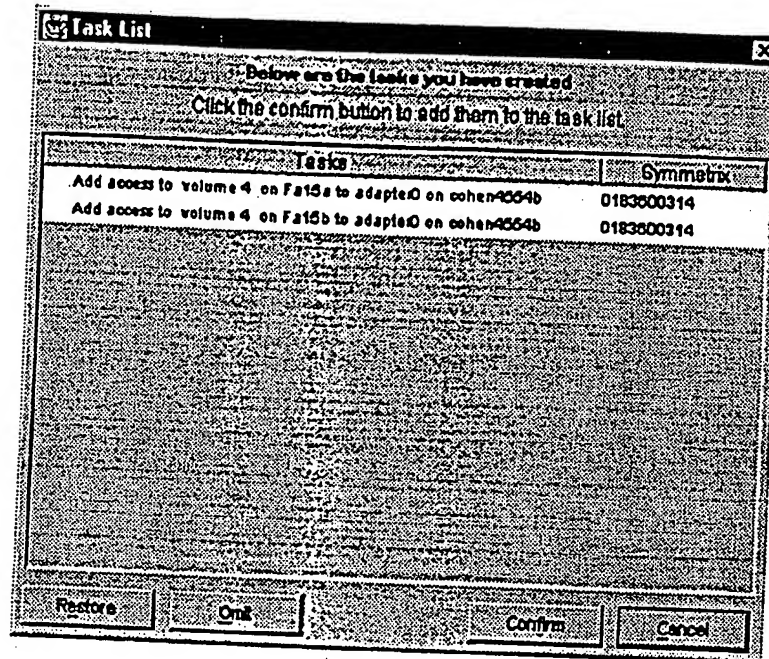 Task List
Below are the tasks you have created
Click the confirm button to add them to the task list.
Tasks Symmetrix
Add access to volume 4 on Fa15a to adapter0 on cohen4554b 0183600314
Add access to volume 4 on Fa15b to adapter0 on cohen4554b 0183600314
Restore Omit Confirm Cancel